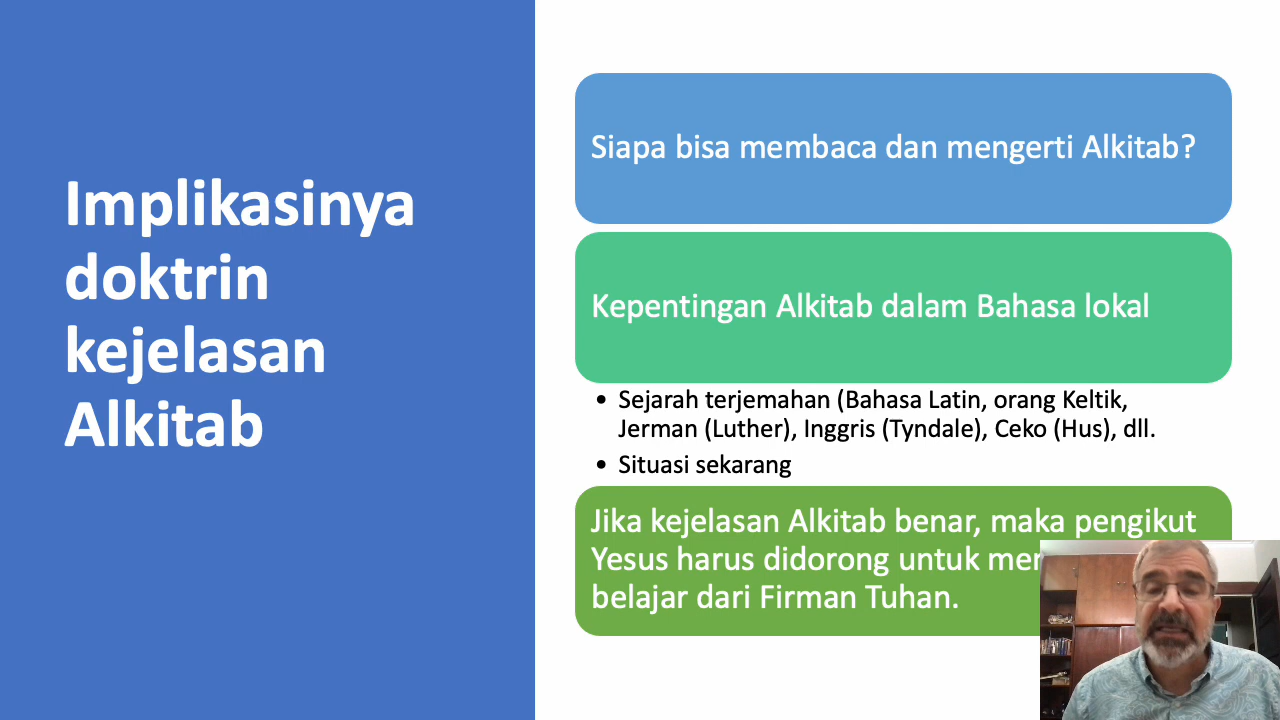 Implikasinya
doktrin
kejelasan
Alkitab
Siapa bisa membaca dan mengerti Alkitab?
Kepentingan Alkitab dalam Bahasa lokal
• Sejarah terjemahan (Bahasa Latin, orang Keltik,
Jerman (Luther), Inggris (Tyndale), Ceko (Hus), dll.
• Situasi sekarang
Jika kejelasan Alkitab benar, maka pengikut
Yesus harus didorong untuk
belajar dari Firman Tuhan.